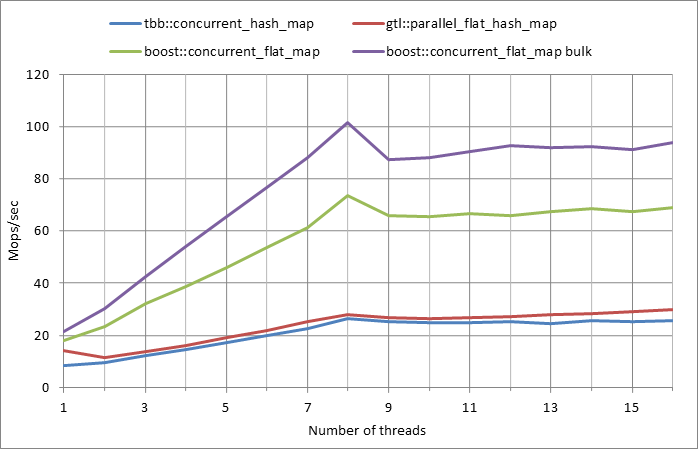 tbb::concurrent_hash_map
gtl::parallel_flat_hash_map
boost::concurrent_flat_map
boost::concurrent_flat_map bulk
120
100
80
60
40
20
0
Mops/sec
1
3
5
7
9
11
13
15
Number of threads